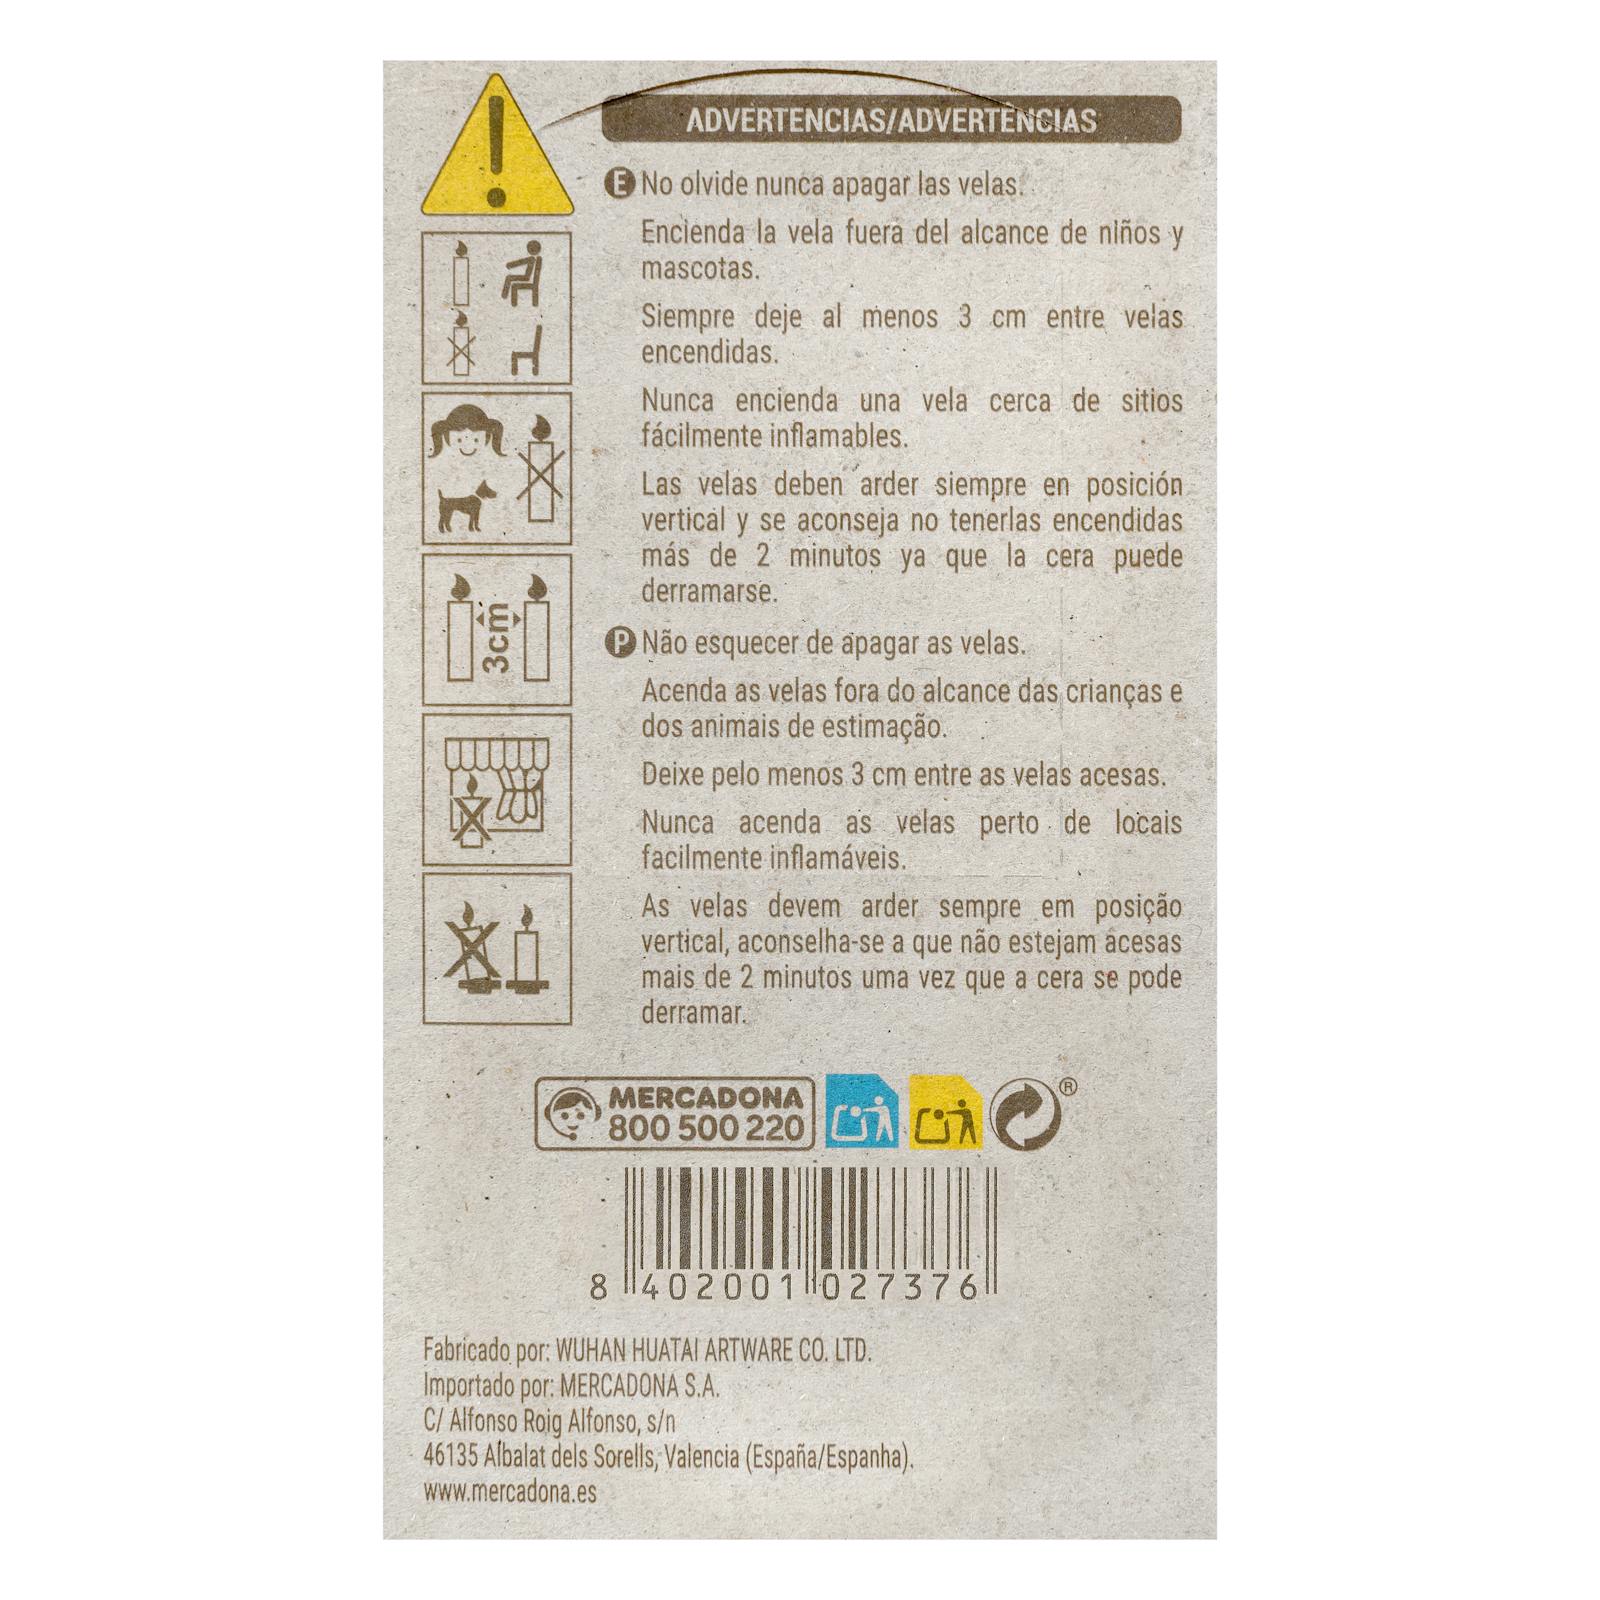 ADVERTENCIAS/ADVERTÊNCIAS
E No olvide nunca apagar las velas.
Encienda la vela fuera del alcance de niños y
mascotas.
Siempre deje al menos 3 cm entre velas
encendidas.
Nunca encienda una vela cerca de sitios
fácilmente inflamables.
Las velas deben arder siempre en posición
vertical y se aconseja no tenerlas encendidas
más de 2 minutos ya que la cera puede
derramarse.
3cm
P Não esquecer de apagar as velas.
Acenda as velas fora do alcance das crianças e
dos animais de estimação.
Deixe pelo menos 3 cm entre as velas acesas.
Nunca acenda as velas perto de locais
facilmente inflamáveis.
As velas devem arder sempre em posição
vertical, aconselha-se a que não estejam acesas
mais de 2 minutos uma vez que a cera se pode
derramar.
MERCADONA
800 500 220
®
8 402001 027376
Fabricado por: WUHAN HUATAI ARTWARE CO. LTD.
Importado por: MERCADONA S.A.
C/ Alfonso Roig Alfonso, s/n
46135 Albalat dels Sorells, Valencia (España/Espanha).
www.mercadona.es